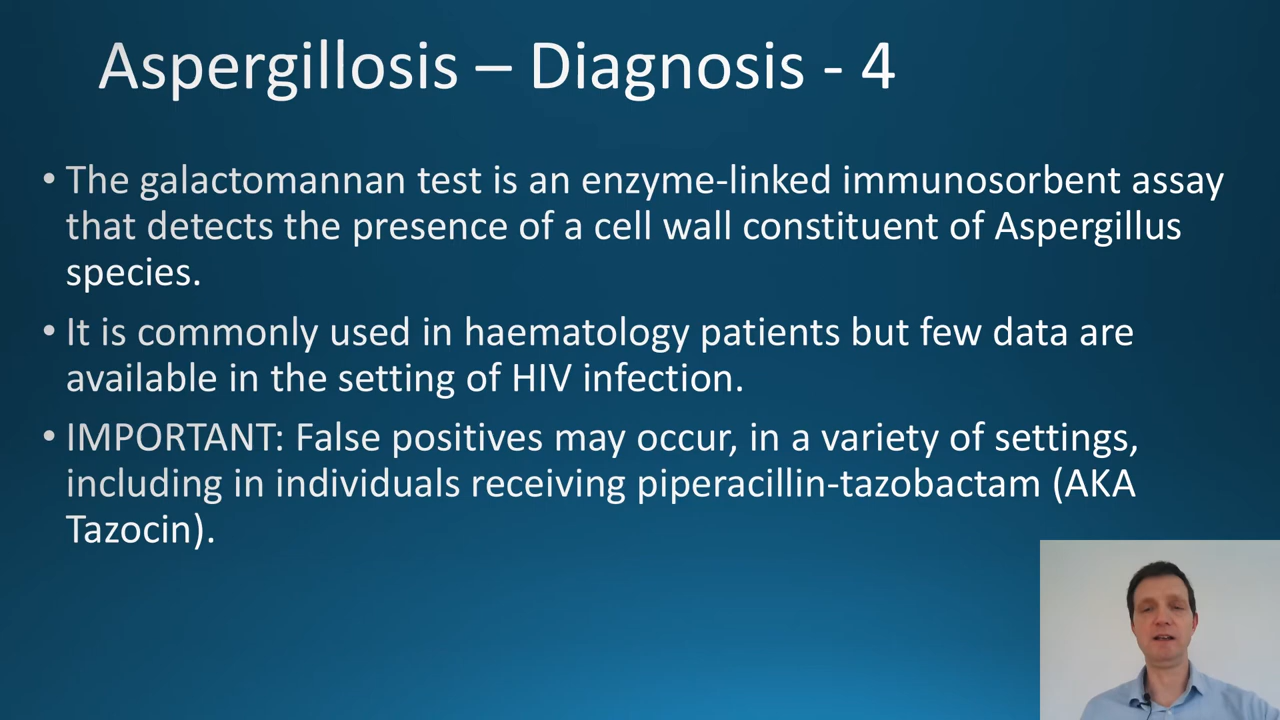 Aspergillosis – Diagnosis - 4
• The galactomannan test is an enzyme-linked immunosorbent assay
that detects the presence of a cell wall constituent of Aspergillus
species.
• It is commonly used in haematology patients but few data are
available in the setting of HIV infection.
• IMPORTANT: False positives may occur, in a variety of settings,
including in individuals receiving piperacillin-tazobactam (AKA
Tazocin).